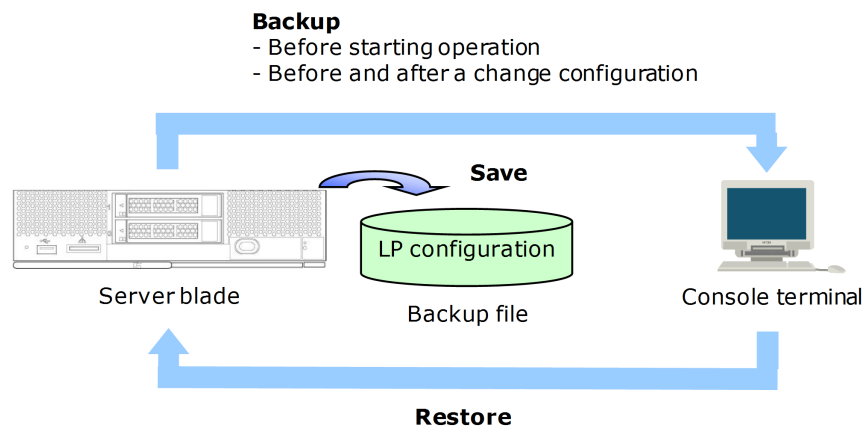 Backup
- Before starting operation
- Before and after a change configuration
Save
LP configuration
Server blade
Backup file
Console terminal
Restore